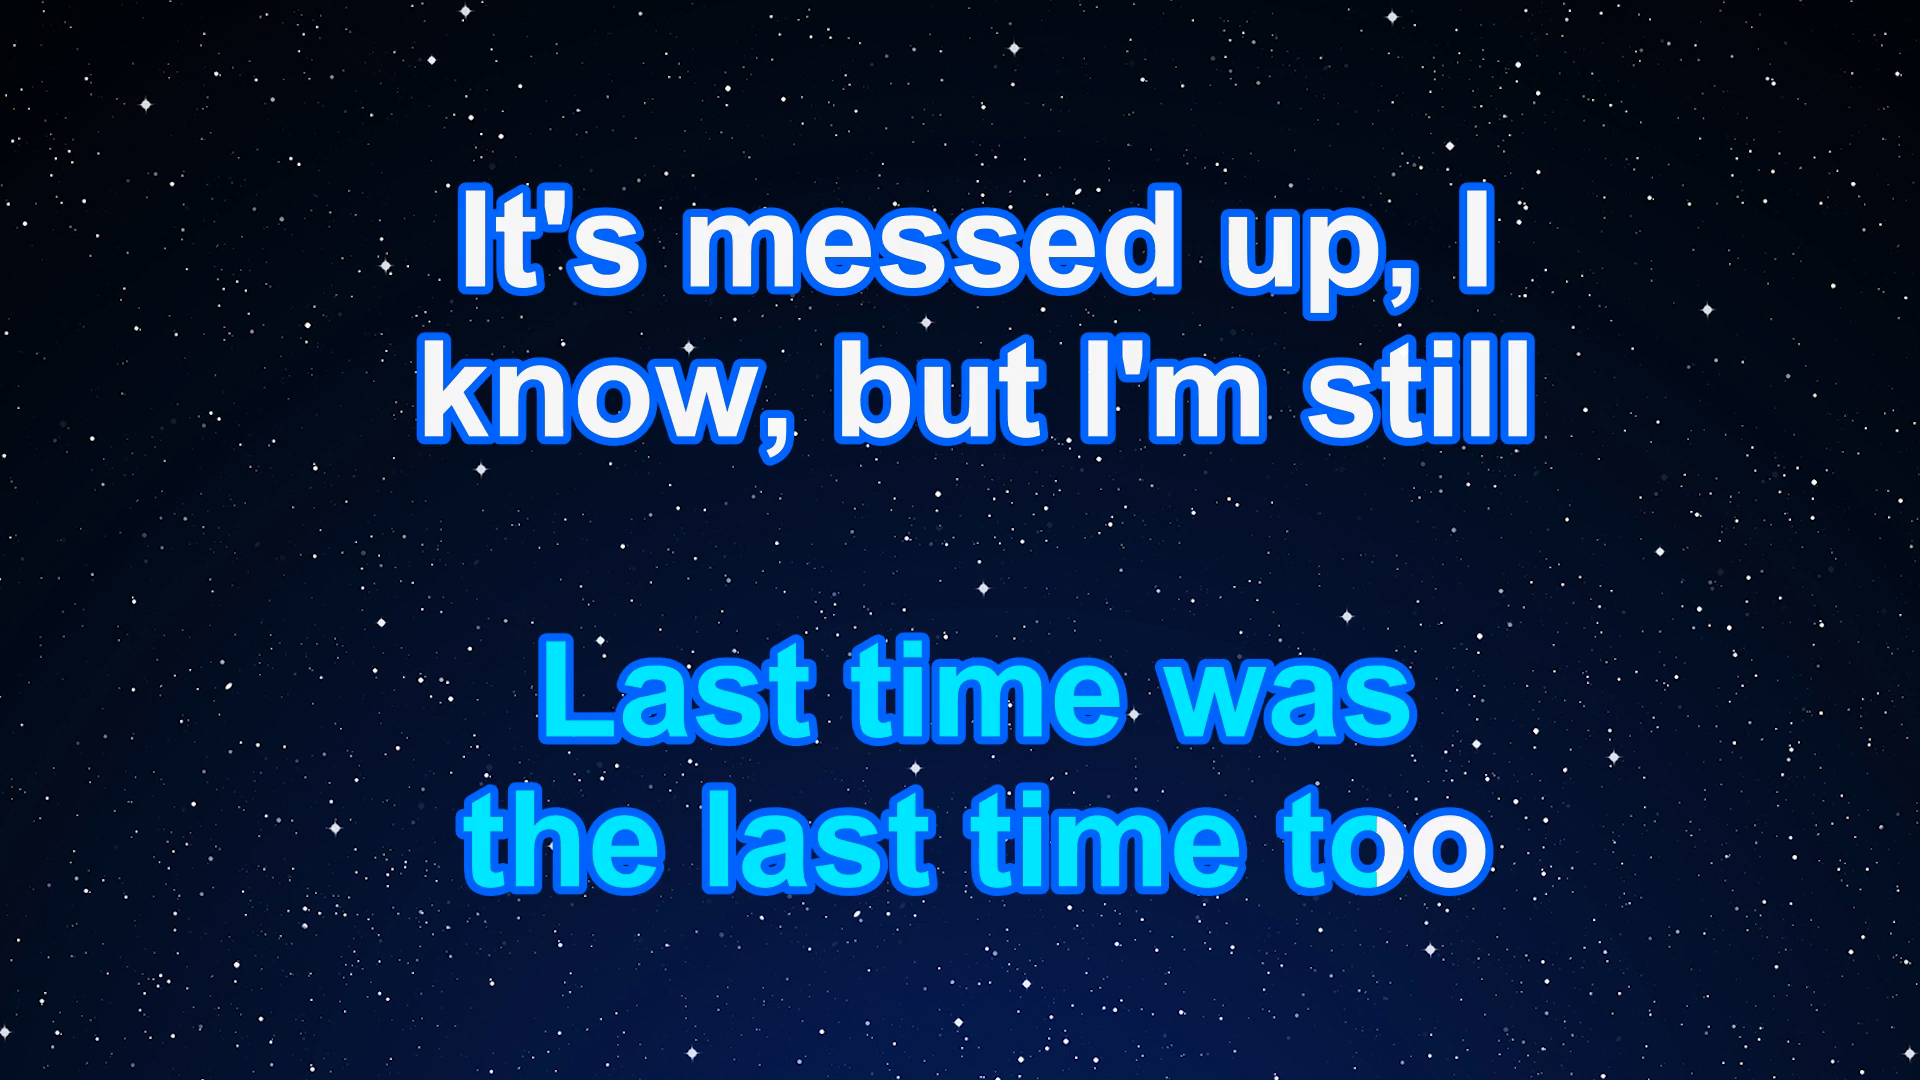 It's messed up, I
know, but I'm still
Last time was
the last time too